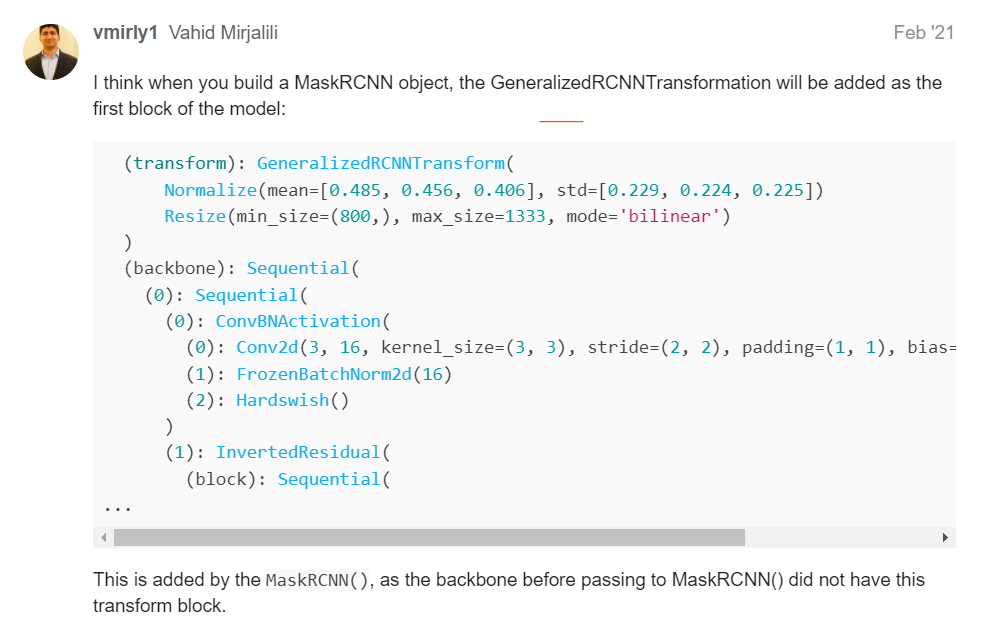 vmirly1 Vahid Mirjalili Feb '21
I think when you build a MaskRCNN object, the GeneralizedRCNNTransformation will be added as the
first block of the model:
(transform): GeneralizedRCNNTransform(
Normalize(mean=[0.485, 0.456, 0.406], std=[0.229, 0.224, 0.225])
Resize(min_size=(800,), max_size=1333, mode='bilinear')
)
(backbone): Sequential(
(0): Sequential(
(0): ConvBNActivation(
(0): Conv2d(3, 16, kernel_size=(3, 3), stride=(2, 2), padding=(1, 1), bias=
(1): FrozenBatchNorm2d(16)
(2): Hardswish()
)
(1): InvertedResidual(
(block): Sequential(
...
This is added by the MaskRCNN(), as the backbone before passing to MaskRCNN() did not have this
transform block.